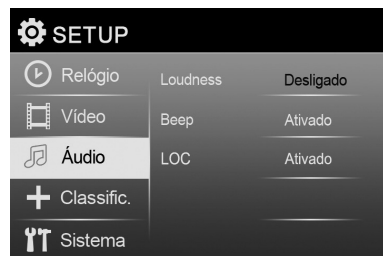 SETUP
Relógio
Loudness Desligado
Vídeo
Beep Ativado
Áudio
LOC Ativado
Classific.
Sistema